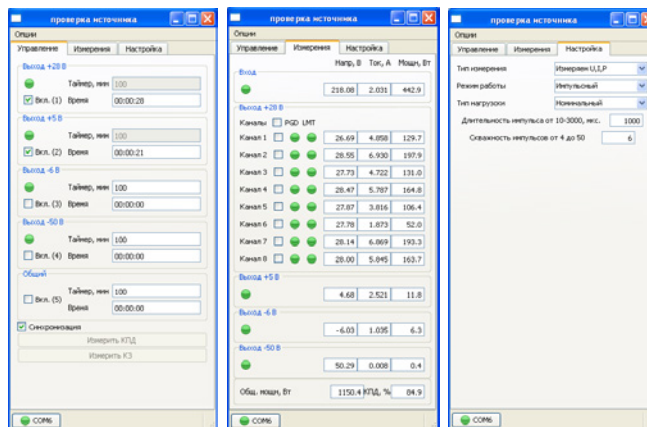 проверка источника
Опции
Управление Измерения Настройка
Выход +28 В
Таймер, мин 100
Вкл. (1) Время 00:00:28
Выход +5 В
Таймер, мин 100
Вкл. (2) Время 00:00:21
Выход -6 В
Таймер, мин 100
Вкл. (3) Время 00:00:00
Выход -50 В
Таймер, мин 100
Вкл. (4) Время 00:00:00
Общий
Таймер, мин 100
Вкл. (5)
Время 00:00:00
Синхронизация
Измерить КПД
Измерить КЗ
COM6
проверка источника
Опции
Управление Измерения Настройка
Напр, В Ток, А Мощн, Вт
Вход
218.08 2.031 442.9
Выход +28 В
Каналы PGD LMT
Канал 1 26.69 4.858 129.7
Канал 2 28.55 6.930 197.9
Канал 3 27.73 4.722 131.0
Канал 4 28.47 5.787 164.8
Канал 5 27.87 3.816 106.4
Канал 6 27.78 1.873 52.0
Канал 7 28.14 6.869 193.3
Канал 8 28.00 5.845 163.7
Выход +5 В
4.68 2.521 11.8
Выход -6 В
-6.03 1.035 6.3
Выход -50 В
50.29 0.008 0.4
Общ. мощн, Вт 1150.4 КПД, % 84.9
COM6
проверка источника
Опции
Управление Измерения Настройка
Тип измерения Измеряем U,I,P
Режим работы Импульсный
Тип нагрузки Номинальный
Длительность импульса от 10-3000, мкс. 1000
Скважность импульсов от 4 до 50 6
COM6